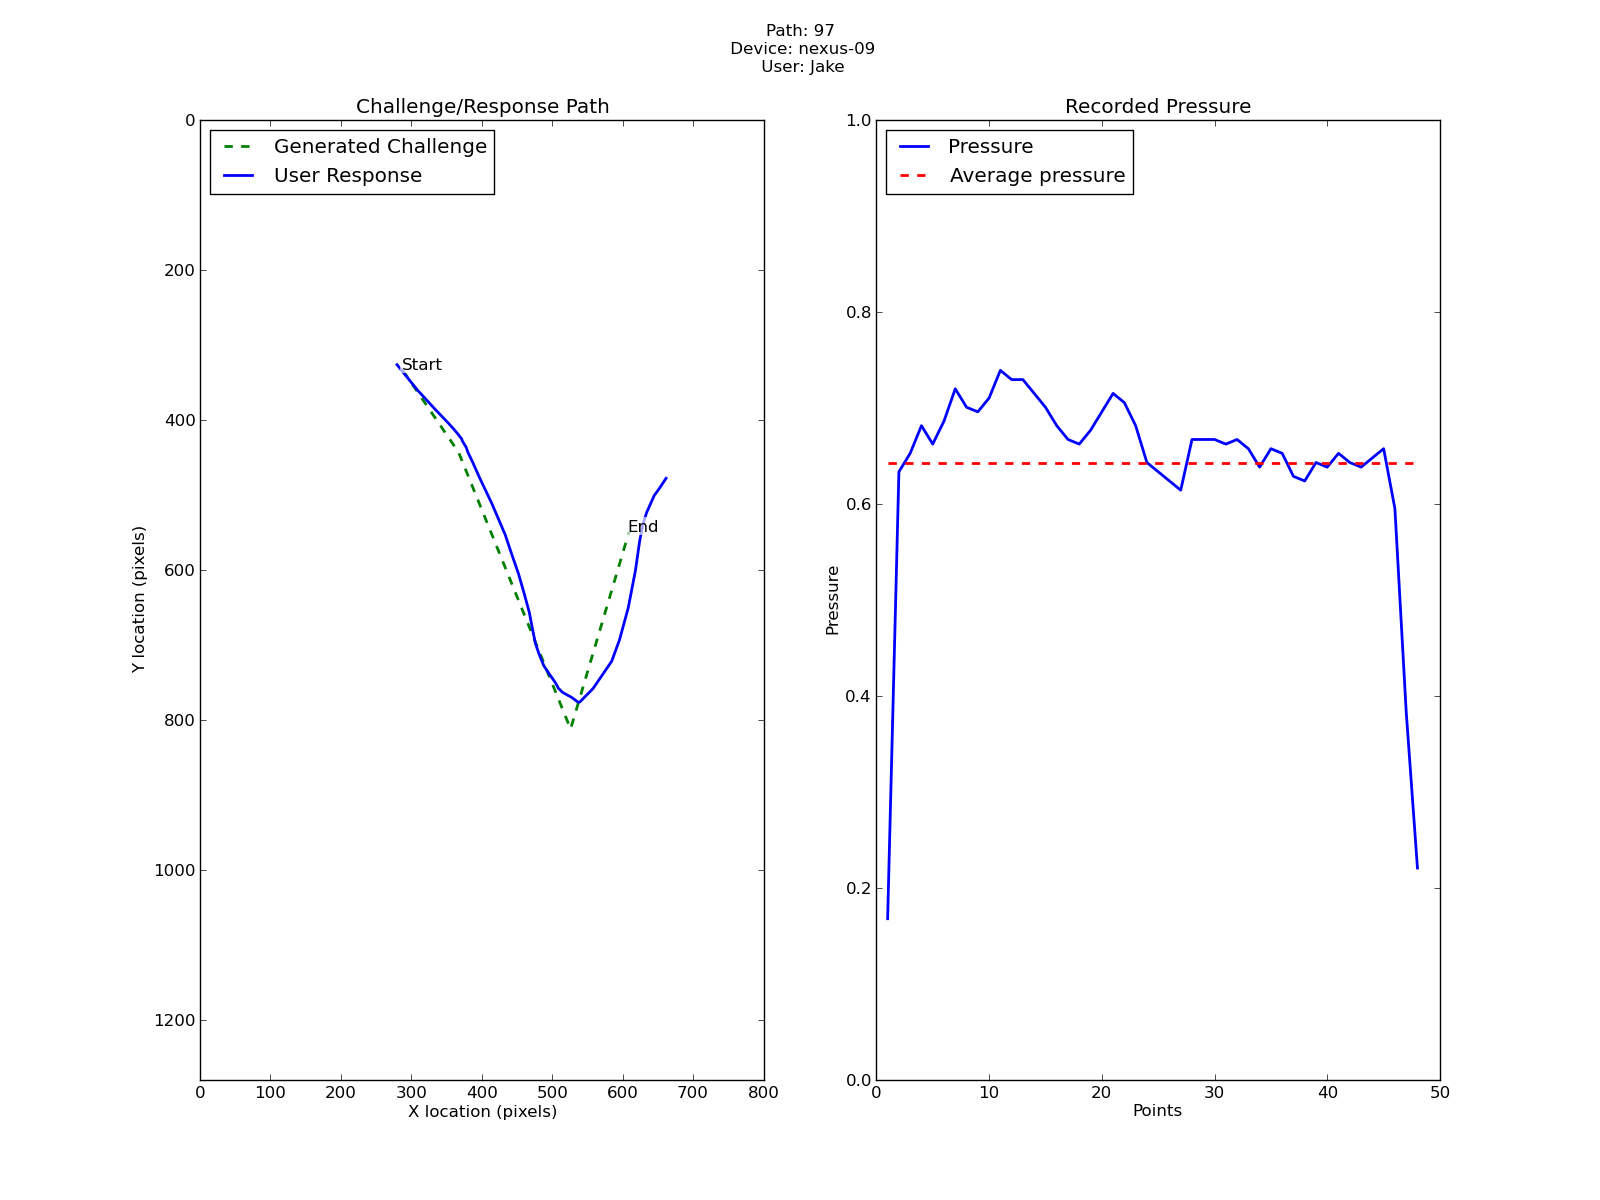 Path: 97
Device: nexus-09
User: Jake
Challenge/Response Path
Generated Challenge
User Response
0
200
400
600
800
1000
1200
Y location (pixels)
Start
End
0 100 200 300 400 500 600 700 800
X location (pixels)
Recorded Pressure
Pressure
Average pressure
1.0
0.8
0.6
0.4
0.2
0.0
Pressure
0 10 20 30 40 50
Points